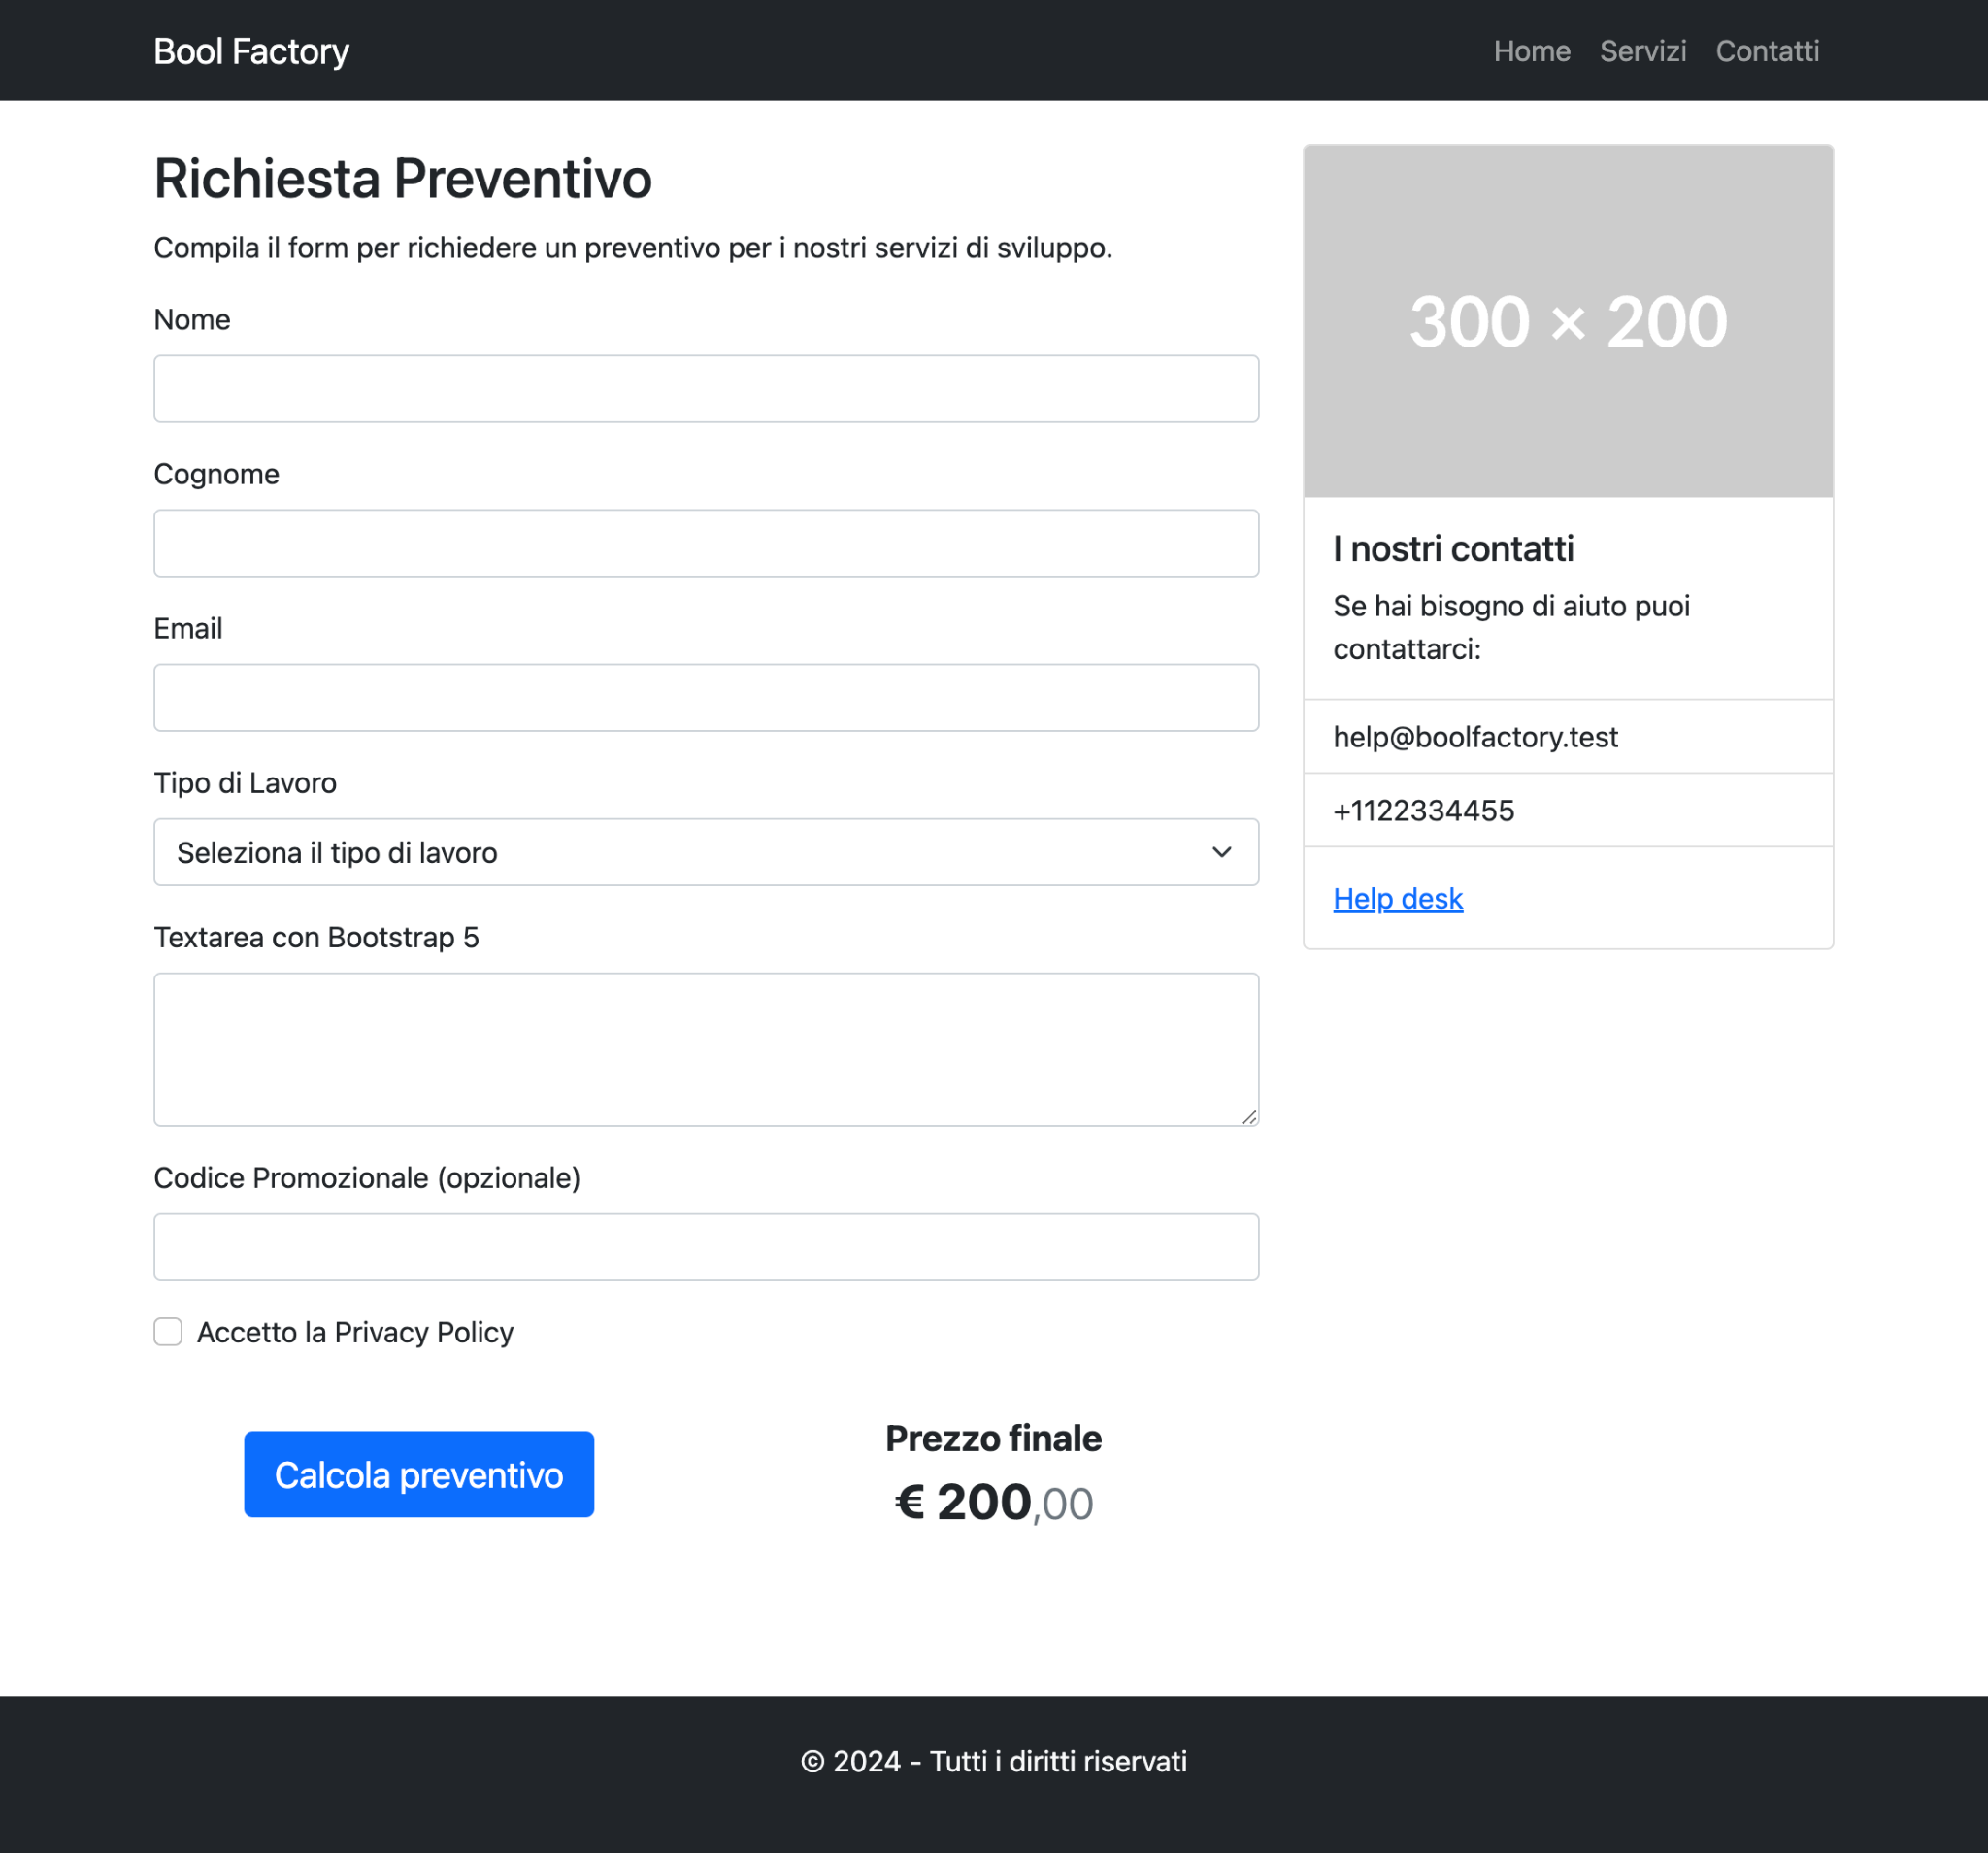 Bool Factory
Home Servizi Contatti
Richiesta Preventivo
Compila il form per richiedere un preventivo per i nostri servizi di sviluppo.
Nome
Cognome
Email
Tipo di Lavoro
Seleziona il tipo di lavoro
Textarea con Bootstrap 5
Codice Promozionale (opzionale)
Accetto la Privacy Policy
Calcola preventivo
Prezzo finale
€ 200,00
300 × 200
I nostri contatti
Se hai bisogno di aiuto puoi
contattarci:
help@boolfactory.test
+1122334455
Help desk
© 2024 - Tutti i diritti riservati